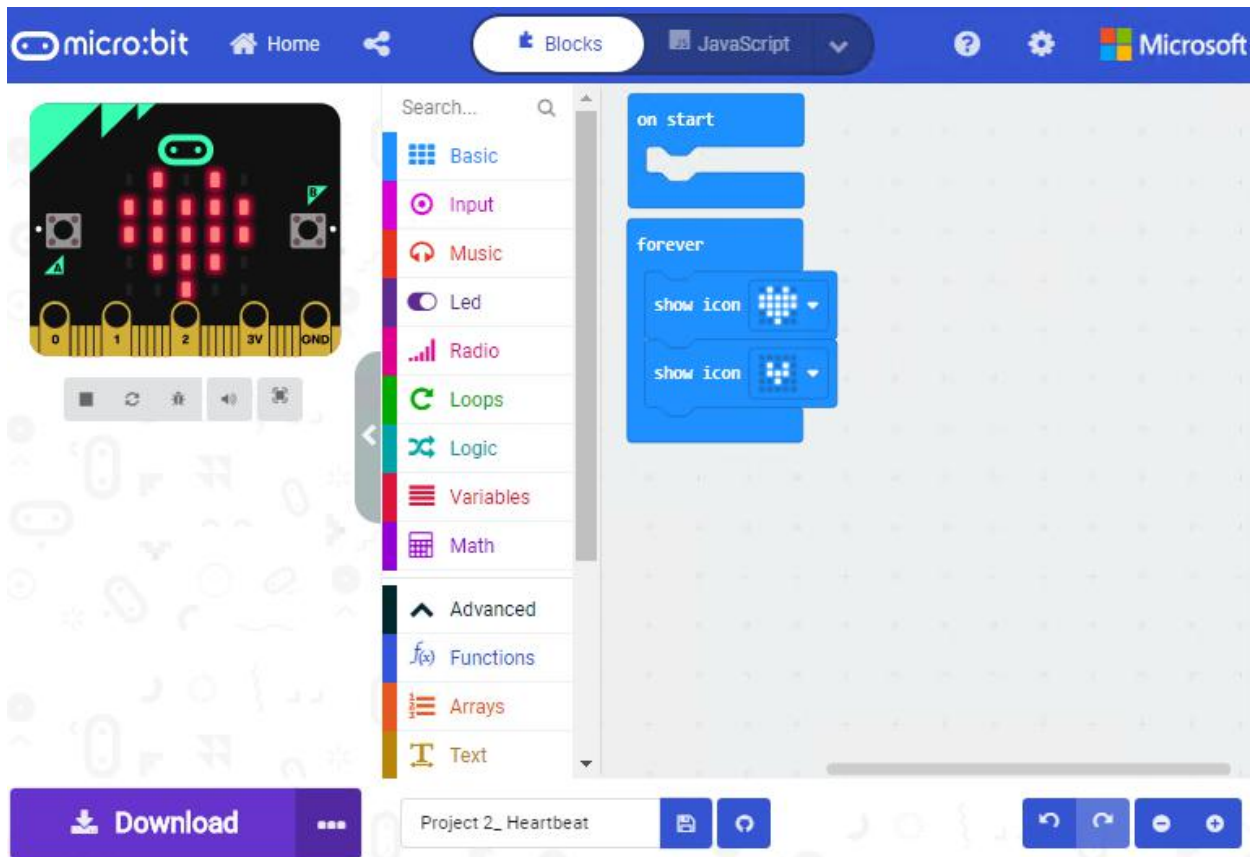 micro:bit Home Blocks JavaScript Microsoft
A
B
0 1 2 3V GND
Search...
Basic
Input
Music
Led
Radio
Loops
Logic
Variables
Math
Advanced
f(x) Functions
Arrays
Text
on start
forever
show icon
show icon
Download
Project 2_ Heartbeat